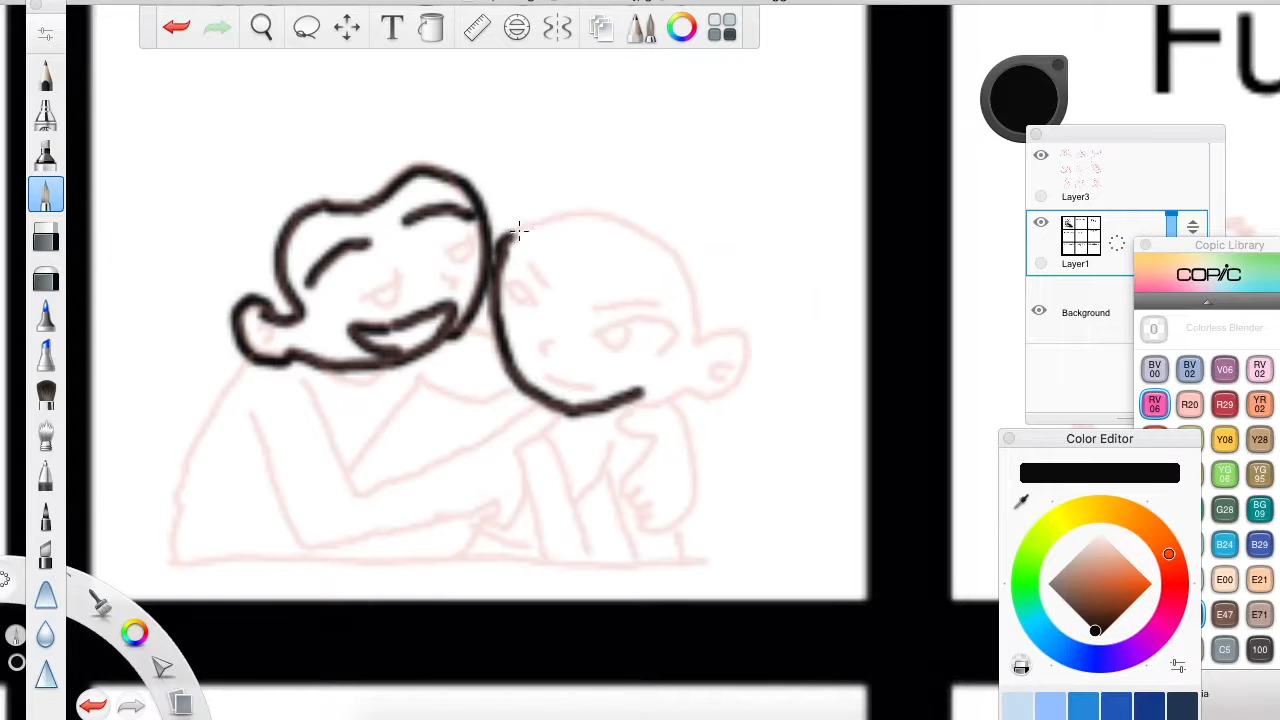 T
Fu
Layer3
Layer1
Background
Copic Library
COPIC
0 Colorless Blender
BV 00 BV 02 V06 RV 02
RV 06 R20 R29 YR 02
Color Editor
Y08 Y28
YG 06 YG 95
G28 BG 09
B24 B29
E00 E21
E47 E71
C5 100